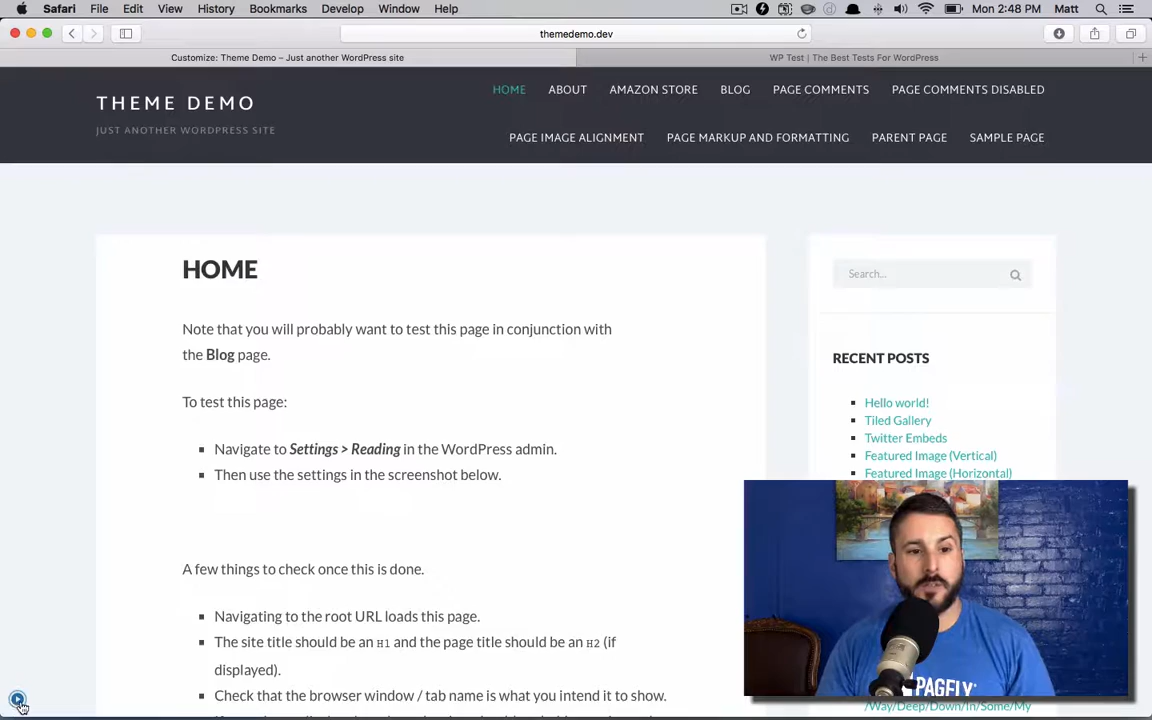 Safari File Edit View History Bookmarks Develop Window Help Mon 2:48 PM Matt
themedemo.dev
Customize: Theme Demo – Just another WordPress site
WP Test | The Best Tests For WordPress
THEME DEMO
JUST ANOTHER WORDPRESS SITE
HOME ABOUT AMAZON STORE BLOG PAGE COMMENTS PAGE COMMENTS DISABLED
PAGE IMAGE ALIGNMENT PAGE MARKUP AND FORMATTING PARENT PAGE SAMPLE PAGE
HOME
Note that you will probably want to test this page in conjunction with
the Blog page.
To test this page:
Navigate to Settings > Reading in the WordPress admin.
Then use the settings in the screenshot below.
A few things to check once this is done.
Navigating to the root URL loads this page.
The site title should be an H1 and the page title should be an H2 (if
displayed).
Check that the browser window / tab name is what you intend it to show.
Search...
RECENT POSTS
Hello world!
Tiled Gallery
Twitter Embeds
Featured Image (Vertical)
Featured Image (Horizontal)
PAGELY
/Way/Deep/Down/In/Some/My